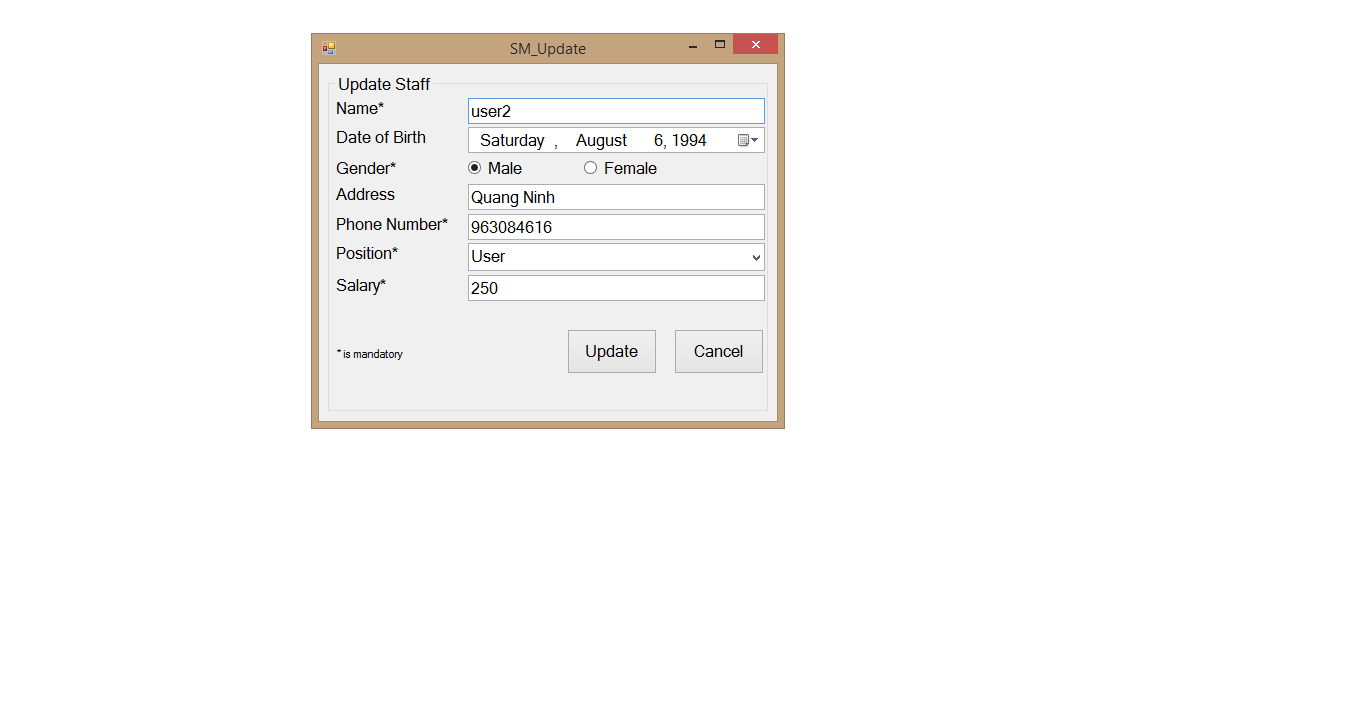 SM_Update
Update Staff
Name* user2
Date of Birth Saturday , August 6, 1994
Gender* Male Female
Address Quang Ninh
Phone Number* 963084616
Position* User
Salary* 250
* is mandatory Update Cancel